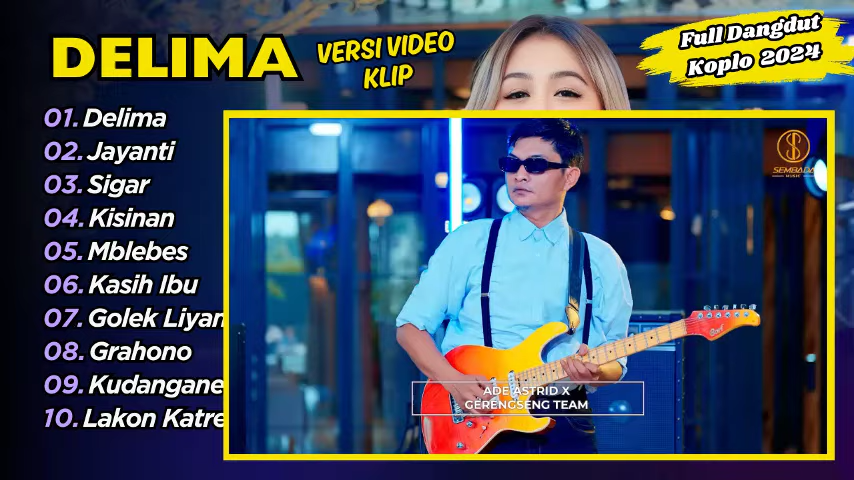 DELIMA
VERSI VIDEO
KLIP
Full Dangdut
Koplo 2024
01. Delima
02. Jayanti
03. Sigar
04. Kisinan
05. Mblebes
06. Kasih Ibu
07. Golek Liyan
08. Grahono
09. Kudangane
10. Lakon Katre
SEMBADA
MUSIC
ADE ASTRID X
GERENGSENG TEAM